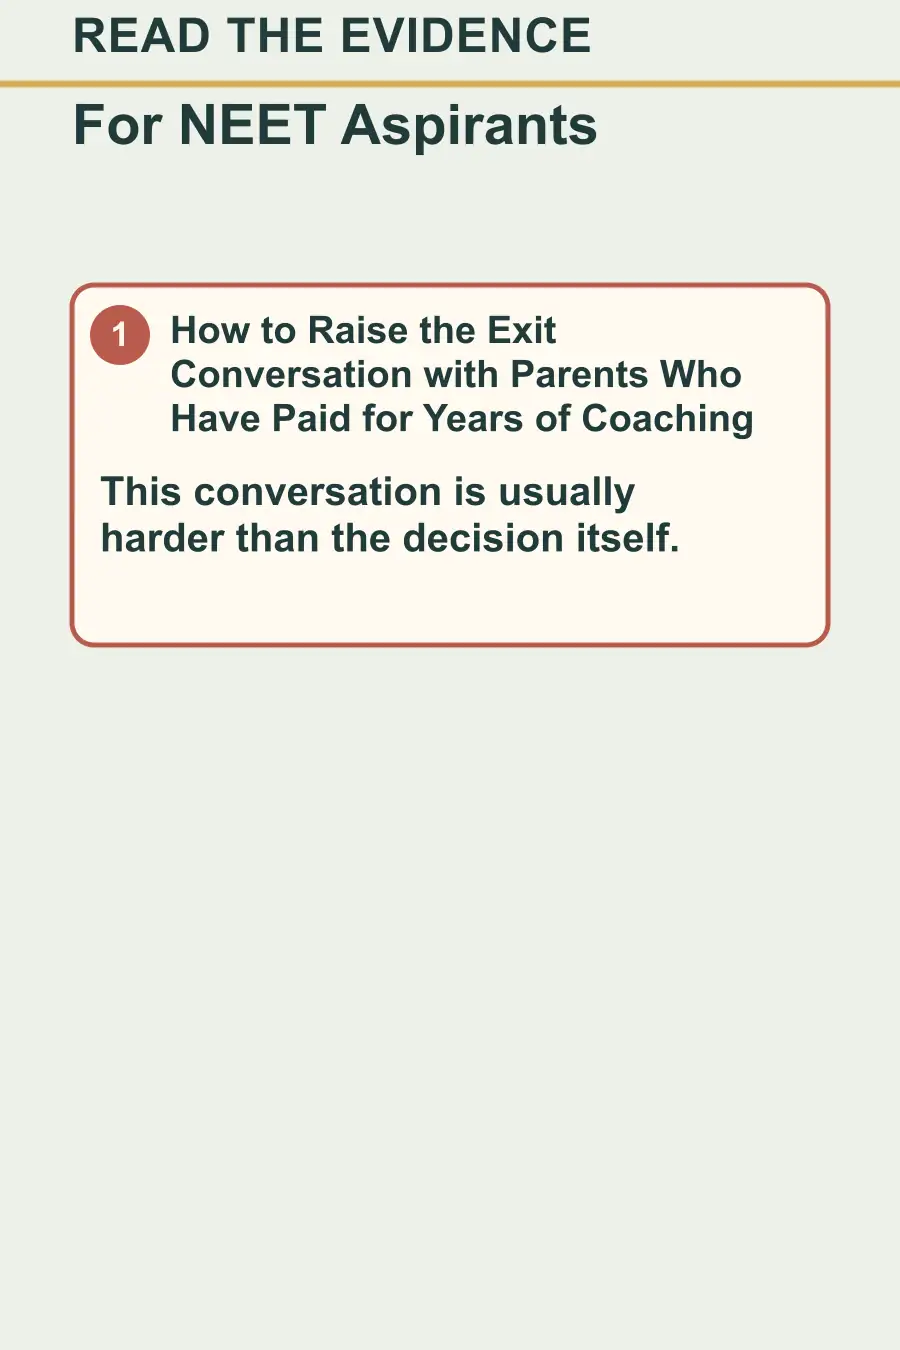 READ THE EVIDENCE
For NEET Aspirants
1
How to Raise the Exit
Conversation with Parents Who
Have Paid for Years of Coaching
This conversation is usually
harder than the decision itself.